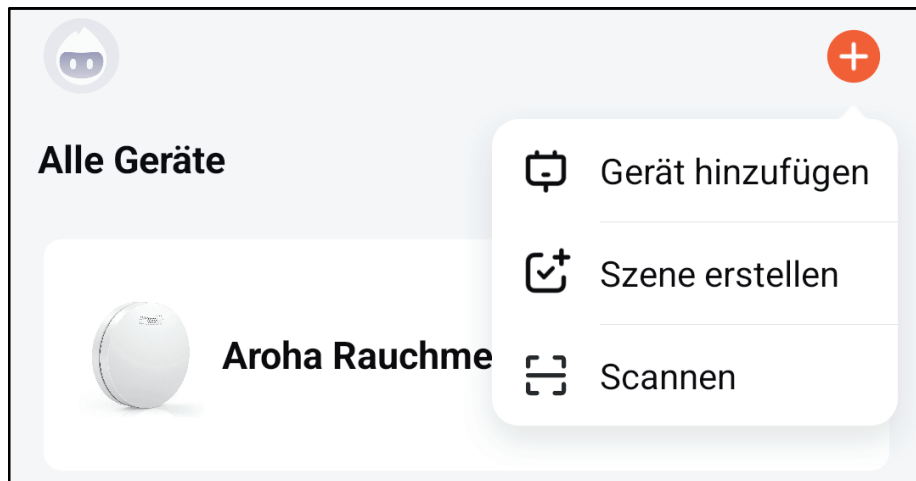 Alle Geräte
Gerät hinzufügen
Szene erstellen
Aroha Rauchme
Scannen